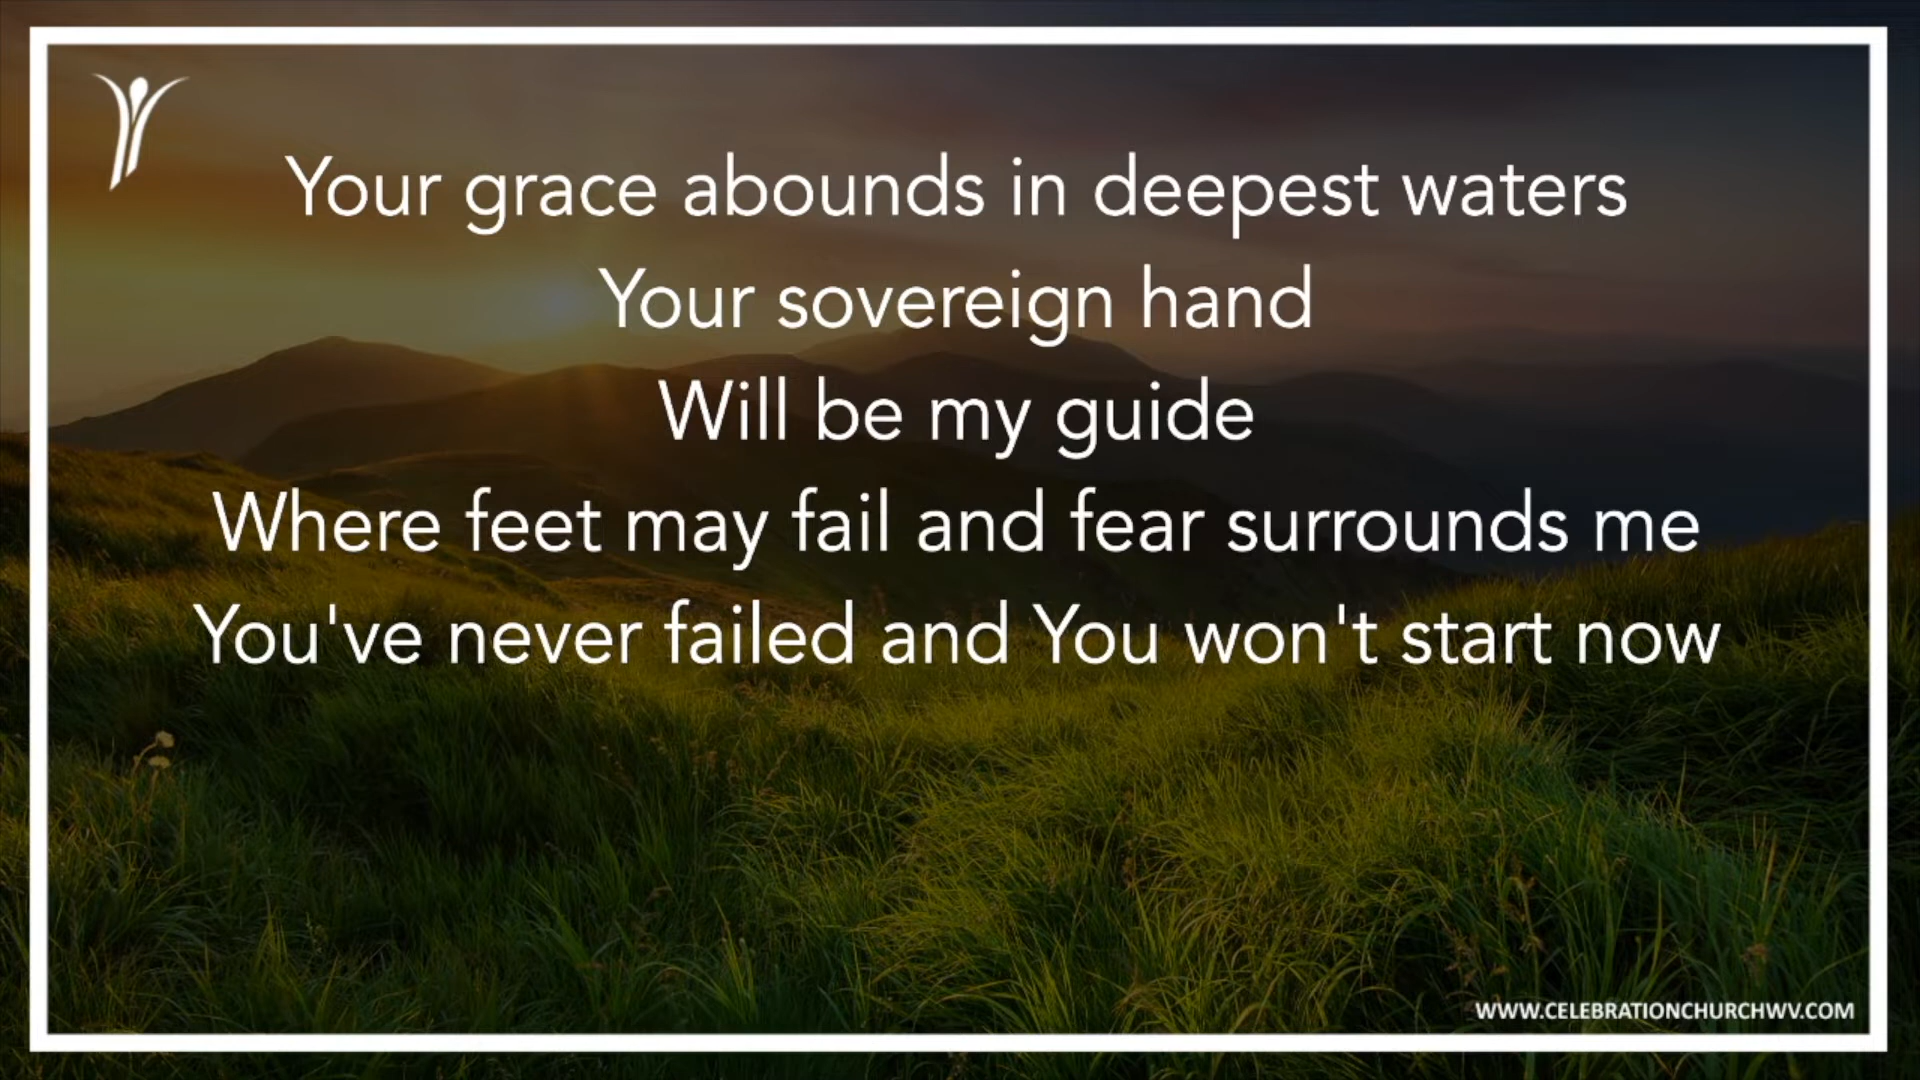 Your grace abounds in deepest waters
Your sovereign hand
Will be my guide
Where feet may fail and fear surrounds me
You've never failed and You won't start now
WWW.CELEBRATIONCHURCHWV.COM